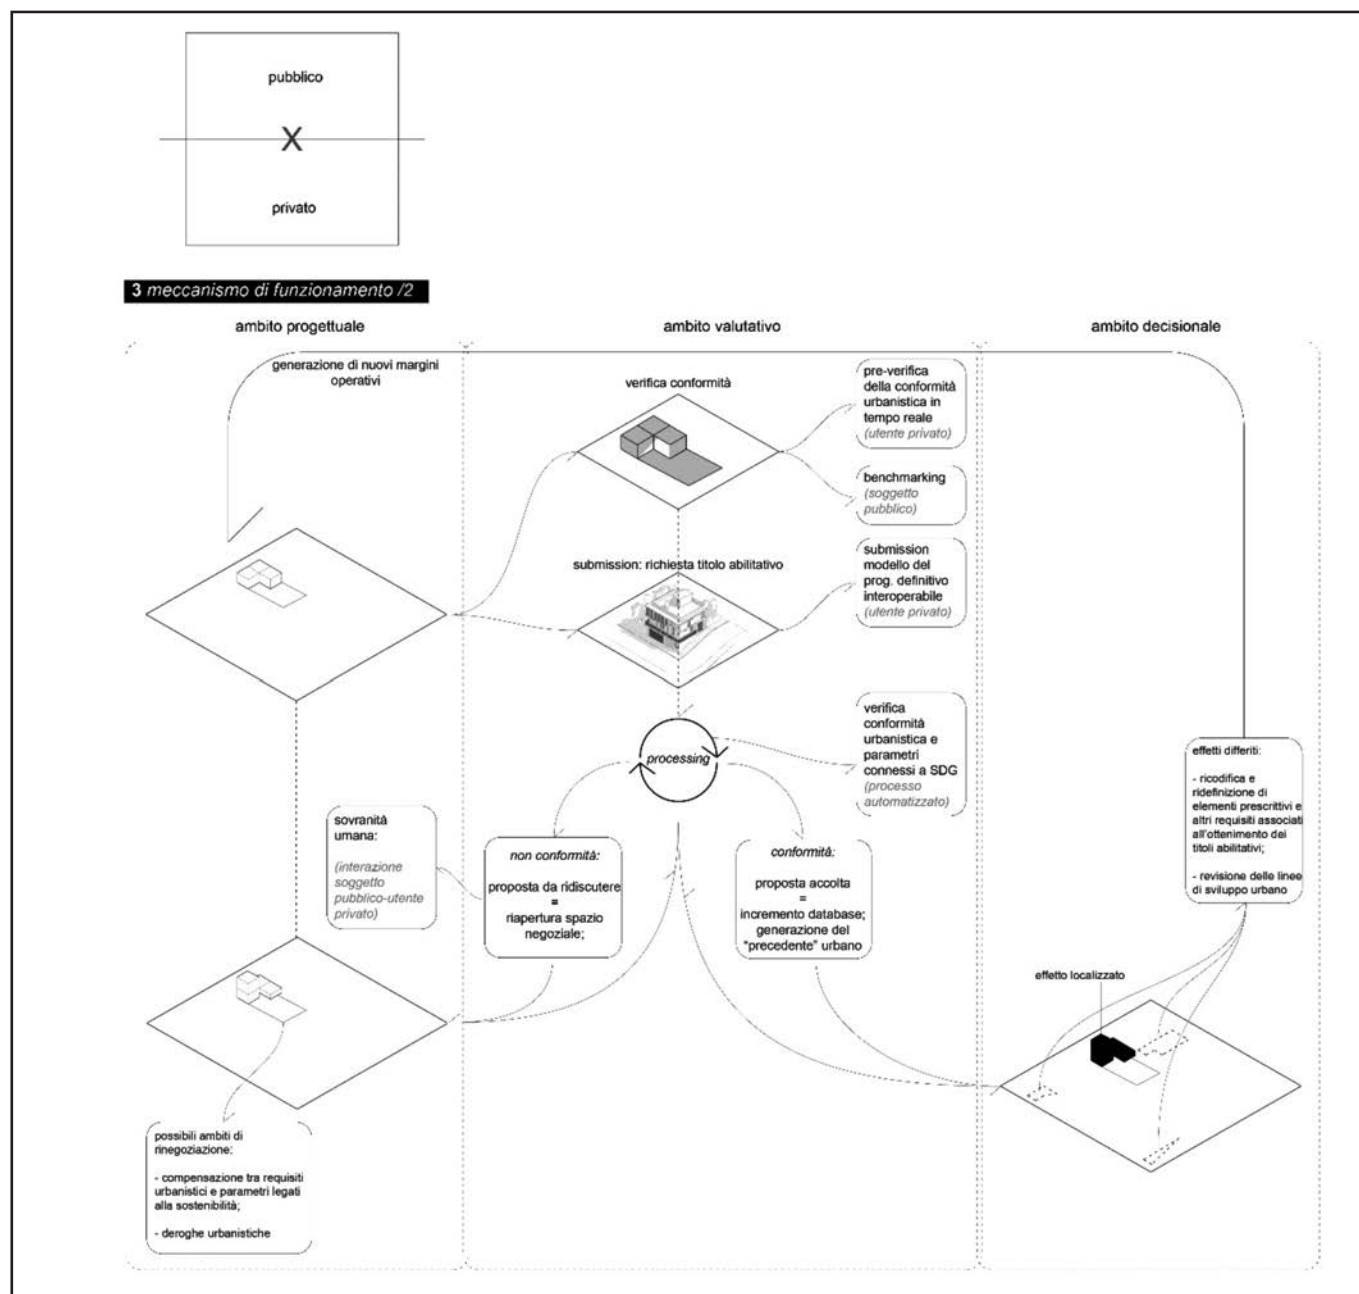 pubblico
X
privato
3 meccanismo di funzionamento /2
ambito progettuale
ambito valutativo
ambito decisionale
generazione di nuovi margini
operativi
verifica conformità
pre-verifica
della conformità
urbanistica in
tempo reale
(utente privato)
benchmarking
(soggetto
pubblico)
submission: richiesta titolo abilitativo
submission
modello del
prog. definitivo
interoperabile
(utente privato)
processing
verifica
conformità
urbanistica e
parametri
connessi a SDG
(processo
automatizzato)
sovranità
umana:
(interazione
soggetto
pubblico-utente
privato)
non conformità:
proposta da ridiscutere
=
riapertura spazio
negoziale;
conformità:
proposta accolta
=
incremento database;
generazione del
"precedente" urbano
effetti differiti:
- ricodifica e
ridefinizione di
elementi prescrittivi e
altri requisiti associati
all'ottenimento dei
titoli abilitativi;
- revisione delle linee
di sviluppo urbano
effetto localizzato
possibili ambiti di
rinegoziazione:
- compensazione tra requisiti
urbanistici e parametri legati
alla sostenibilità;
- deroghe urbanistiche